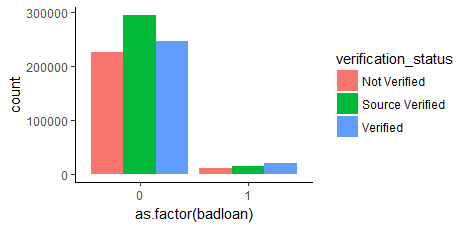 300000
200000
100000
0
count
0 1
as.factor(badloan)
verification_status
Not Verified
Source Verified
Verified